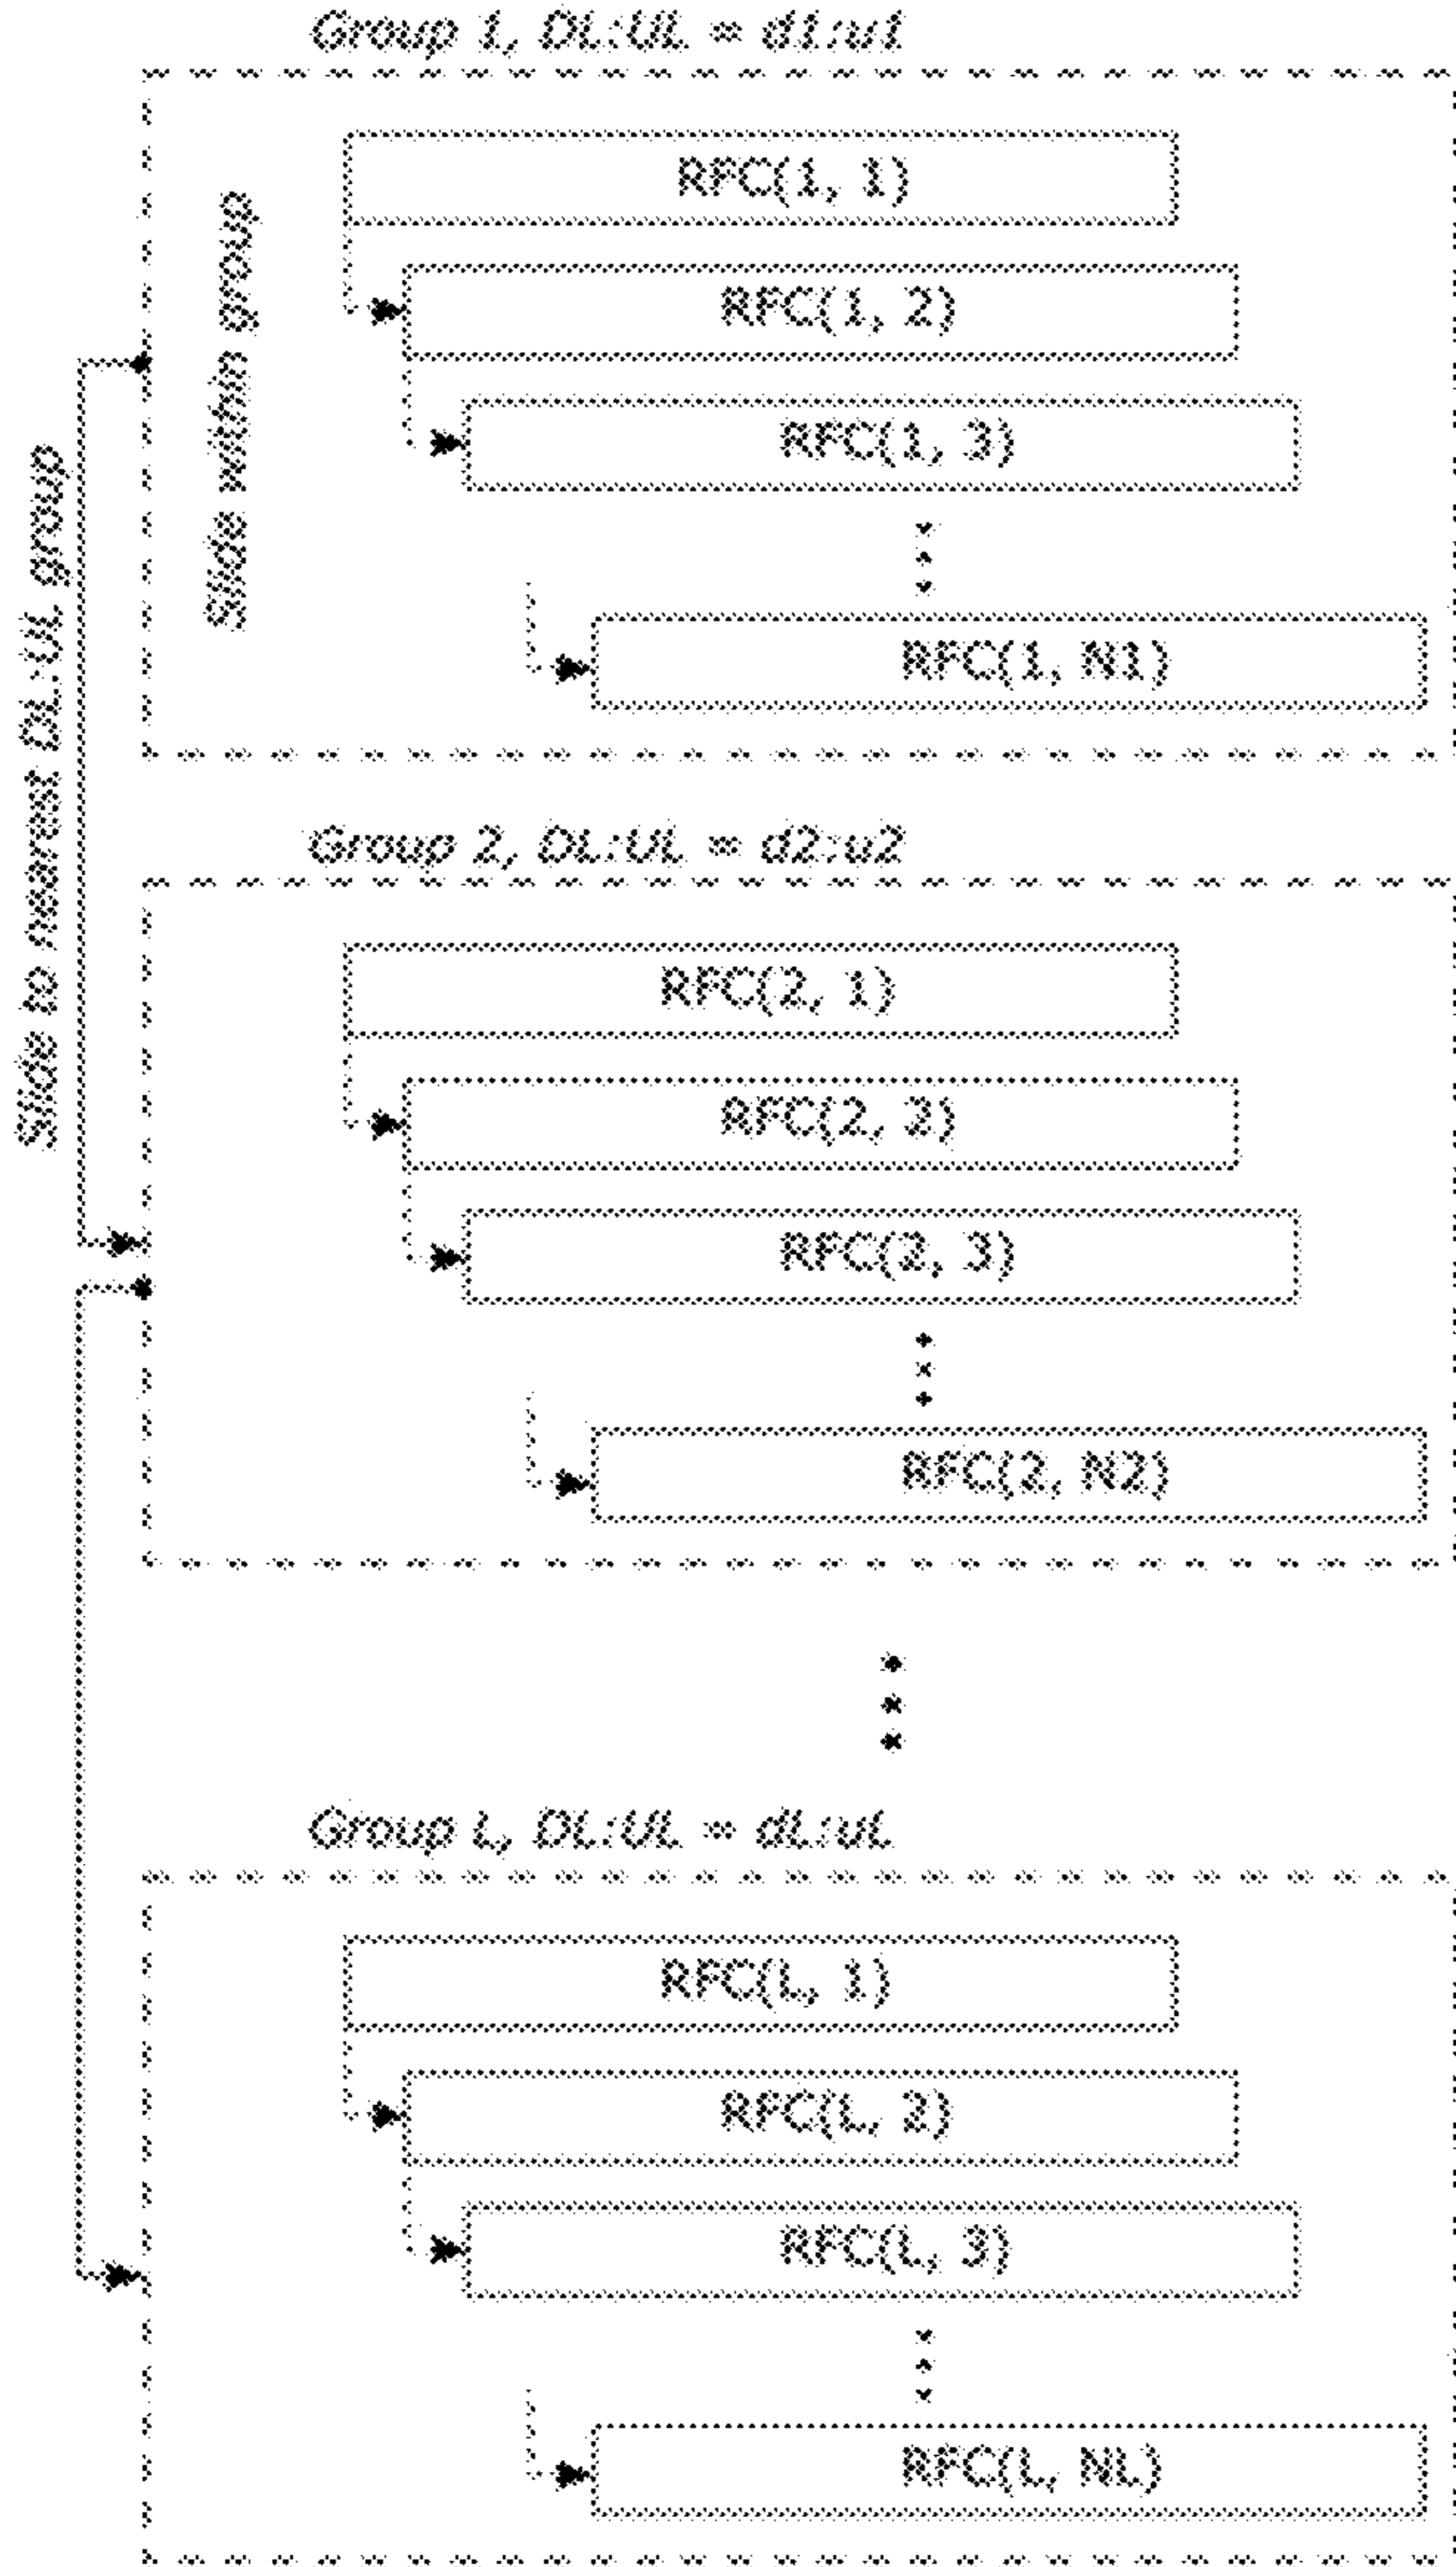 Group 1, DL:UL = d1:u1
RFC(1, 1)
RFC(1, 2)
RFC(1, 3)
RFC(1, N1)
Slide within group
Slide to nearest DL:UL group
Group 2, DL:UL = d2:u2
RFC(2, 1)
RFC(2, 2)
RFC(2, 3)
RFC(2, N2)
Group L, DL:UL = dL:uL
RFC(L, 1)
RFC(L, 2)
RFC(L, 3)
RFC(L, NL)